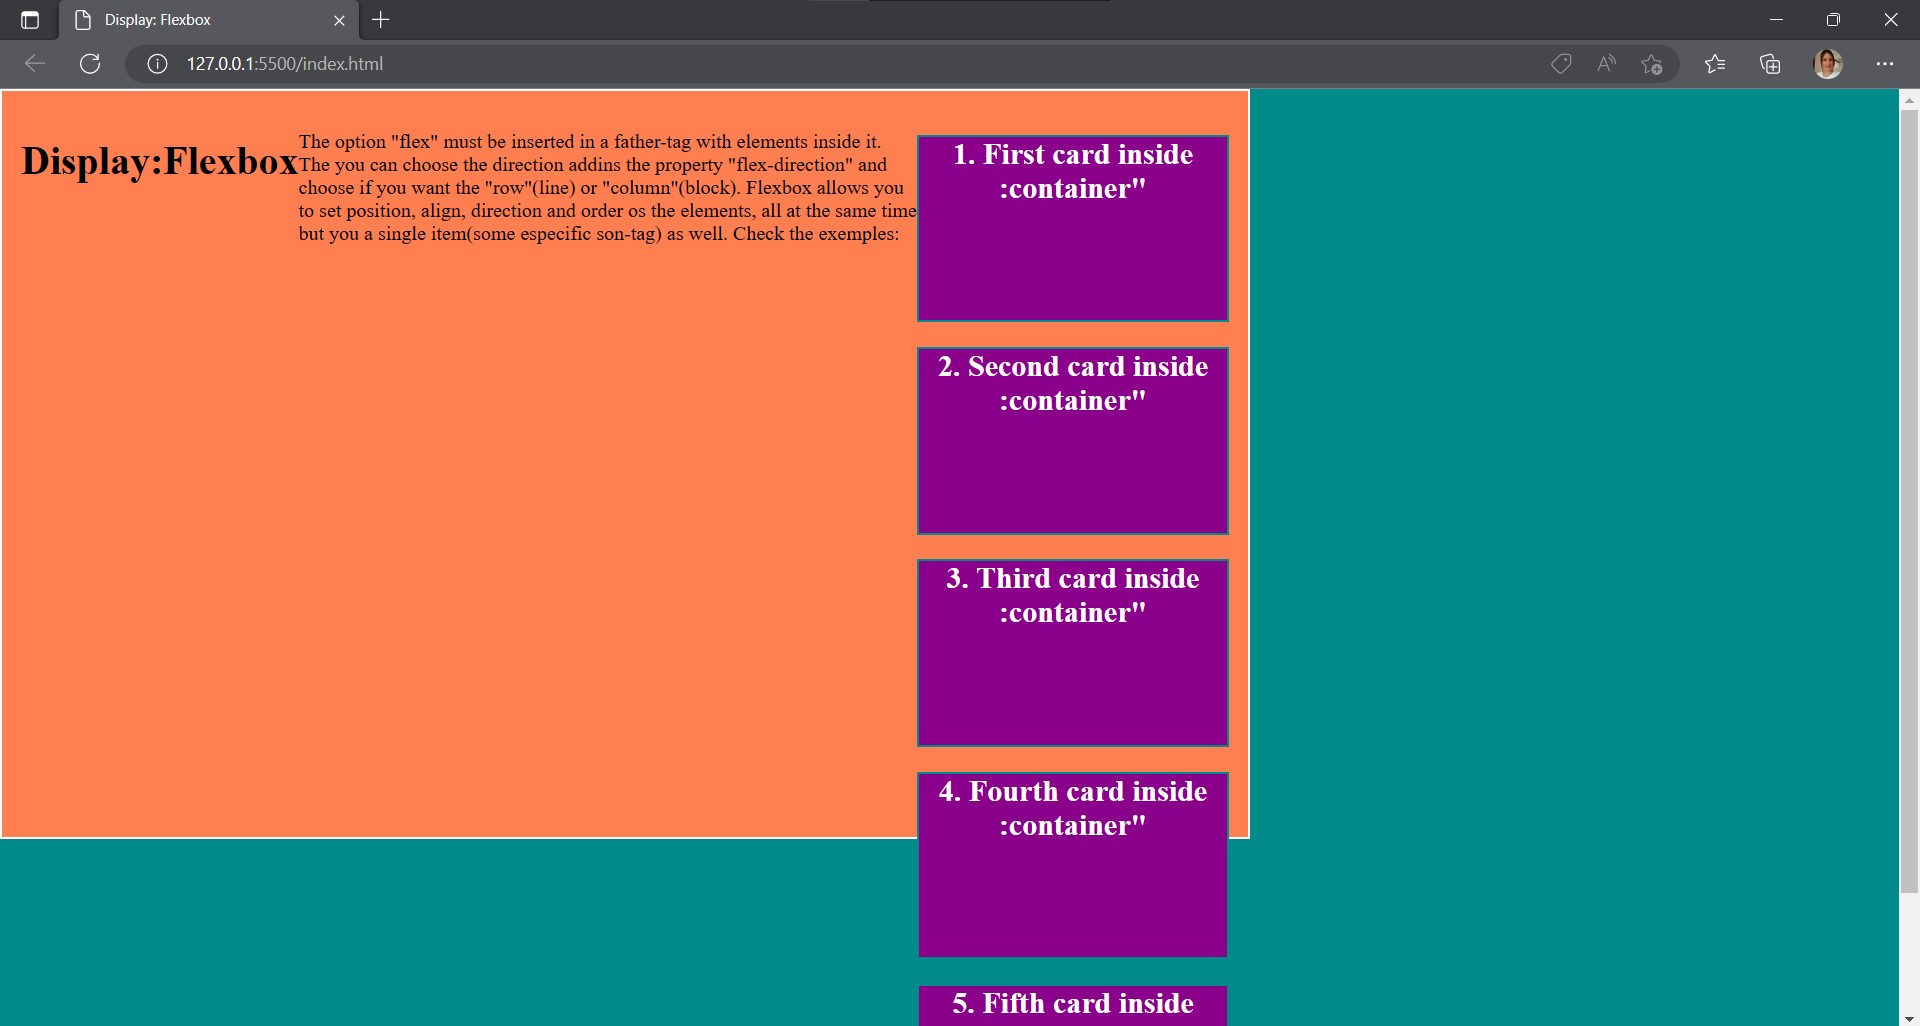 Display: Flexbox
127.0.0.1:5500/index.html
Display:Flexbox
The option "flex" must be inserted in a father-tag with elements inside it.
The you can choose the direction addins the property "flex-direction" and
choose if you want the "row"(line) or "column"(block). Flexbox allows you
to set position, align, direction and order os the elements, all at the same time
but you a single item(some especific son-tag) as well. Check the exemples:
1. First card inside
:container"
2. Second card inside
:container"
3. Third card inside
:container"
4. Fourth card inside
:container"
5. Fifth card inside